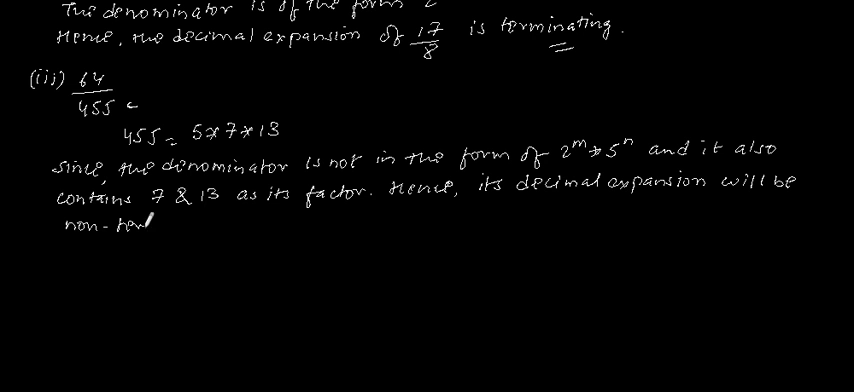 The denominator is of the form 2
Hence, the decimal expansion of 17/8 is terminating.
(iii) 64/455 =
455 = 5×7×13
Since, the denominator is not in the form of 2^m × 5^n and it also
contains 7 & 13 as its factor. Hence, its decimal expansion will be
non-ter